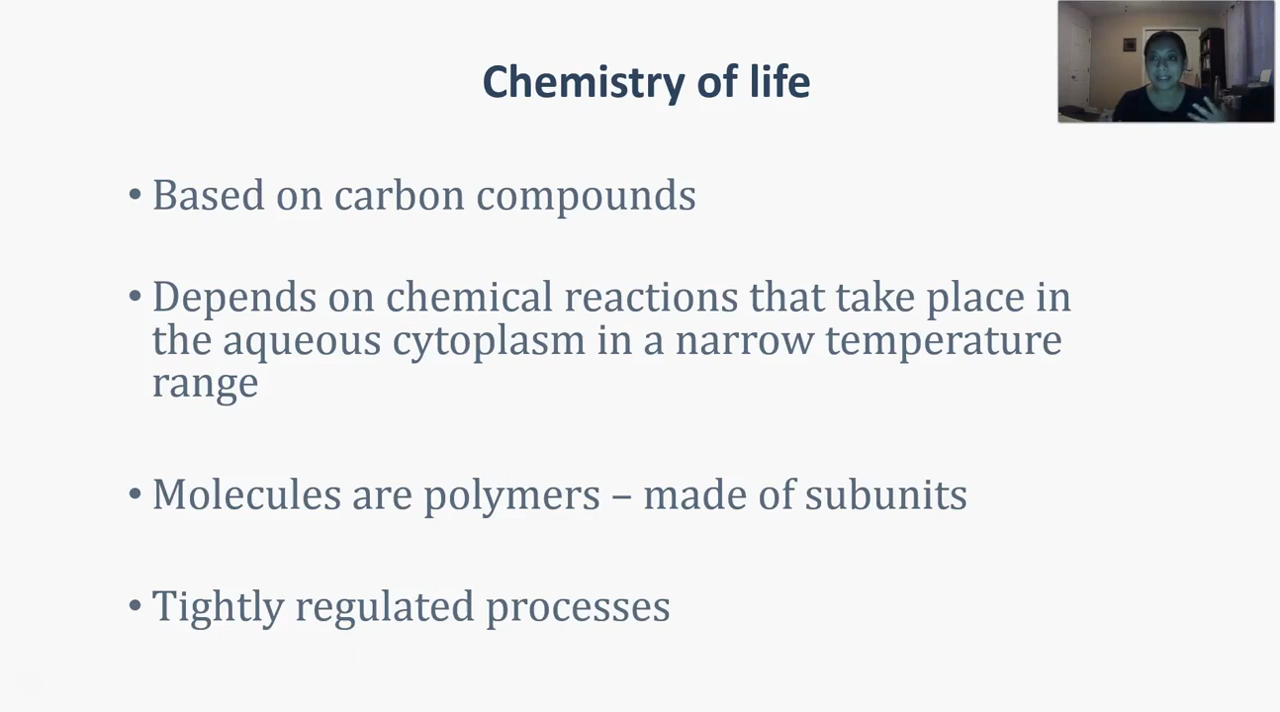 Chemistry of life
• Based on carbon compounds
• Depends on chemical reactions that take place in
the aqueous cytoplasm in a narrow temperature
range
• Molecules are polymers – made of subunits
• Tightly regulated processes